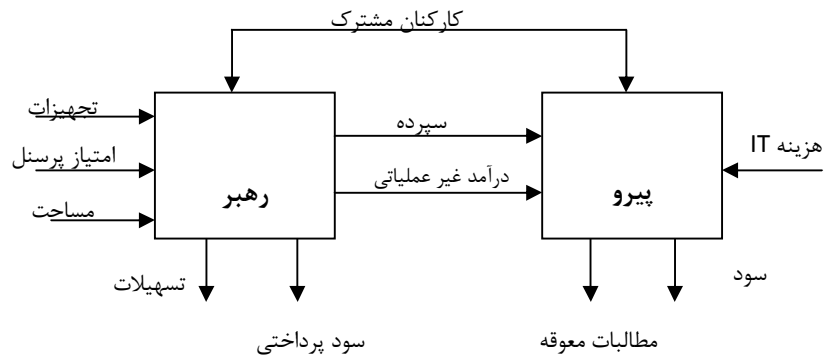 کارکنان مشترک
تجهیزات
امتیاز پرسنل
مساحت
رهبر
سپرده
درآمد غیر عملیاتی
پیرو
هزینه IT
تسهیلات
سود پرداختی
مطالبات معوقه
سود